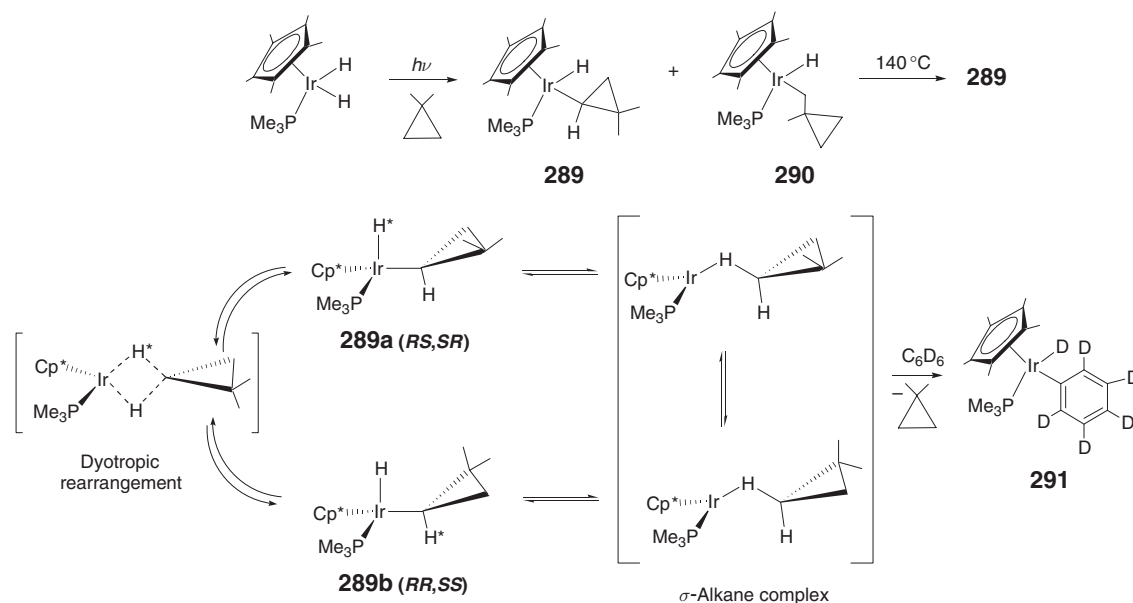 Ir
H
H
Me3P
hν
Ir
H
Me3P
H
289
+
Ir
H
Me3P
290
140 °C
289
H*
Cp*
Ir
Me3P
H
289a (RS,SR)
Cp*
Ir
H*
H
Me3P
Dyotropic
rearrangement
H
Cp*
Ir
Me3P
H*
289b (RR,SS)
Cp*
Ir
H
Me3P
H
Cp*
Ir
H
Me3P
H
σ-Alkane complex
C6D6
–
Ir
D
Me3P
D
D
D
D
D
291